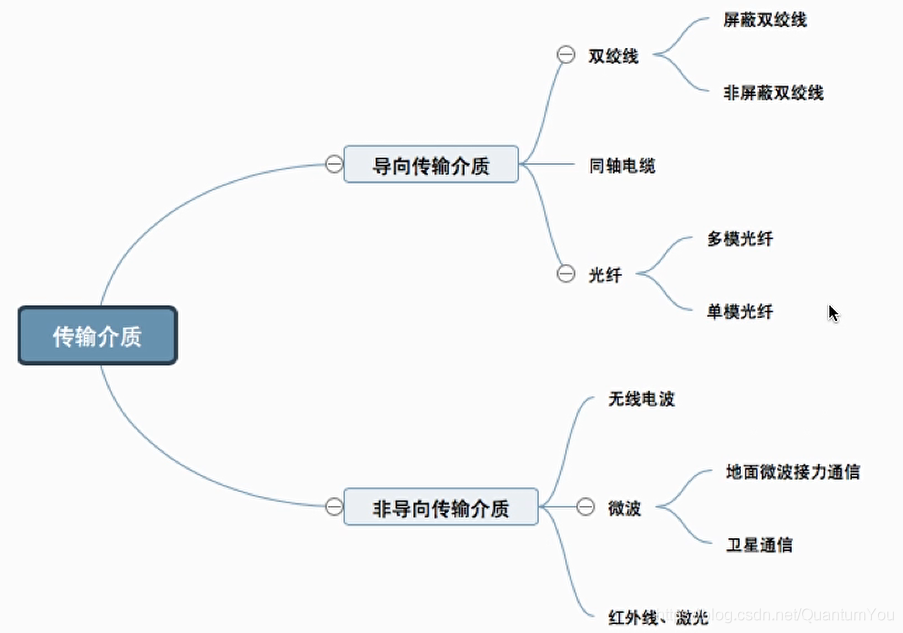 屏蔽双绞线
双绞线
非屏蔽双绞线
导向传输介质
同轴电缆
多模光纤
光纤
单模光纤
传输介质
无线电波
地面微波接力通信
非导向传输介质
微波
卫星通信
红外线、激光
blog.csdn.net/QuantumYou